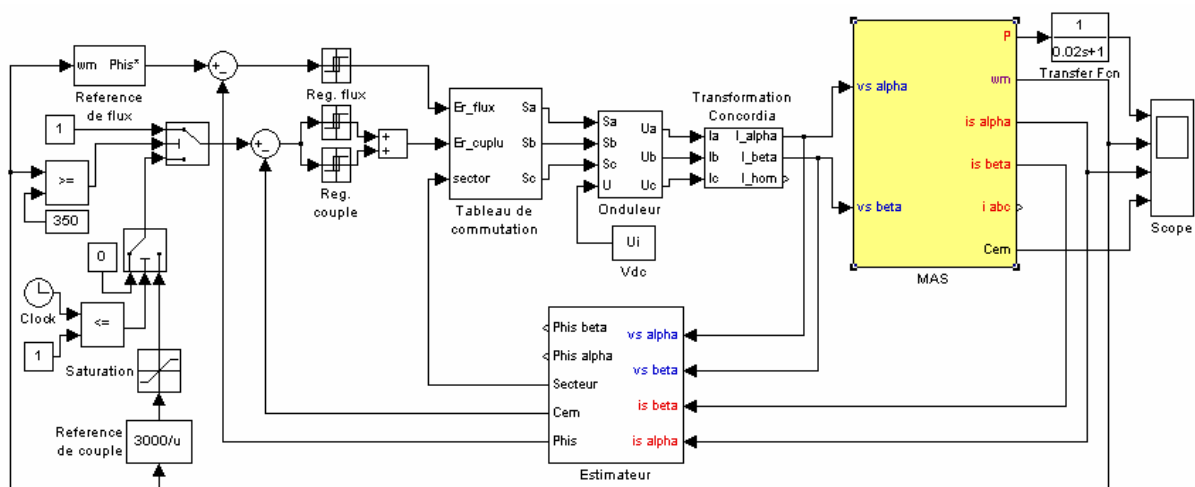 wm Phis*
Reference
de flux
+
-
Reg. flux
1
>=
350
0
Clock
<=
1
Saturation
Reference
de couple
3000/u
+
-
Reg.
couple
+
+
Er_flux
Er_cuplu
sector
Sa
Sb
Sc
Tableau de
commutation
Sa
Sb
Sc
U
Ua
Ub
Uc
Onduleur
Ui
Vdc
Transformation
Concordia
Ia
Ib
Ic
I_alpha
I_beta
I_hom
vs alpha
vs beta
P
wm
is alpha
is beta
i abc
Cem
MAS
1
0.02s+1
Transfer Fcn
Scope
Phis beta
Phis alpha
Secteur
Cem
Phis
vs alpha
vs beta
is beta
is alpha
Estimateur